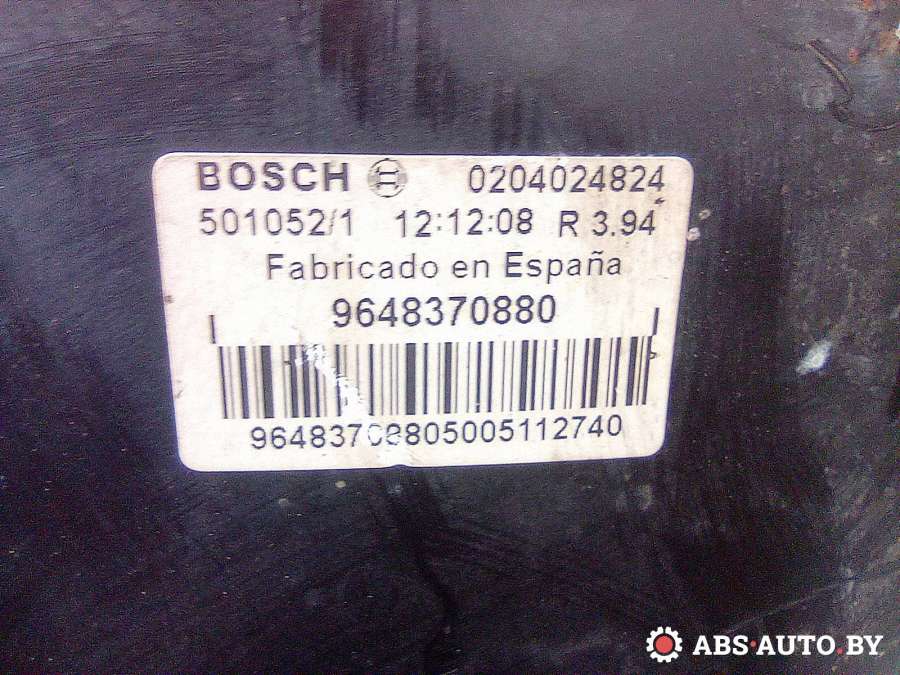 BOSCH 0204024824
501052/1 12:12:08 R 3.94
Fabricado en España
9648370880
96483708805005112740
ABS-AUTO.BY